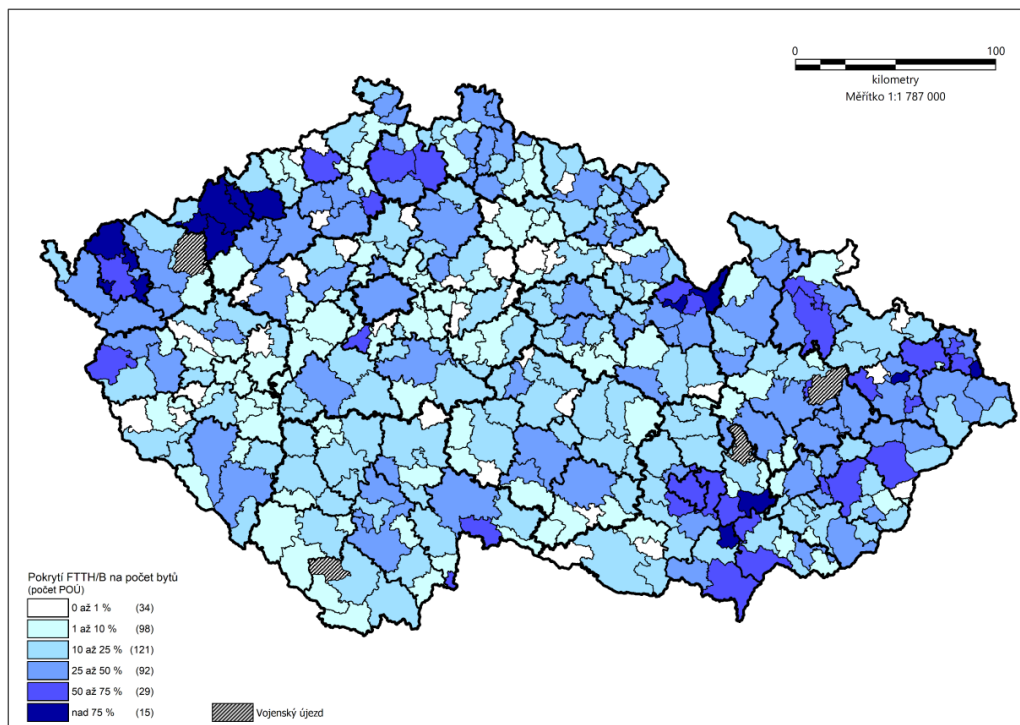 0 100
kilometry
Měřítko 1:1 787 000
Pokrytí FTTH/B na počet bytů
(počet POÚ)
0 až 1 % (34)
1 až 10 % (98)
10 až 25 % (121)
25 až 50 % (92)
50 až 75 % (29)
nad 75 % (15)
Vojenský újezd